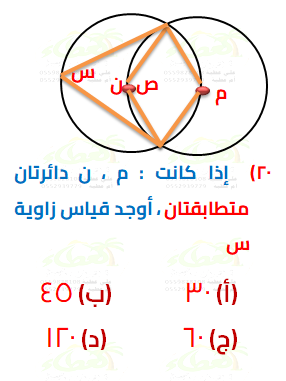 س
ن
ص
م
٢٠) إذا كانت : م ، ن دائرتان
متطابقتان ، أوجد قياس زاوية
س
(أ) ٣٠ (ب) ٤٥
(ج) ٦٠ (د) ١٢٠